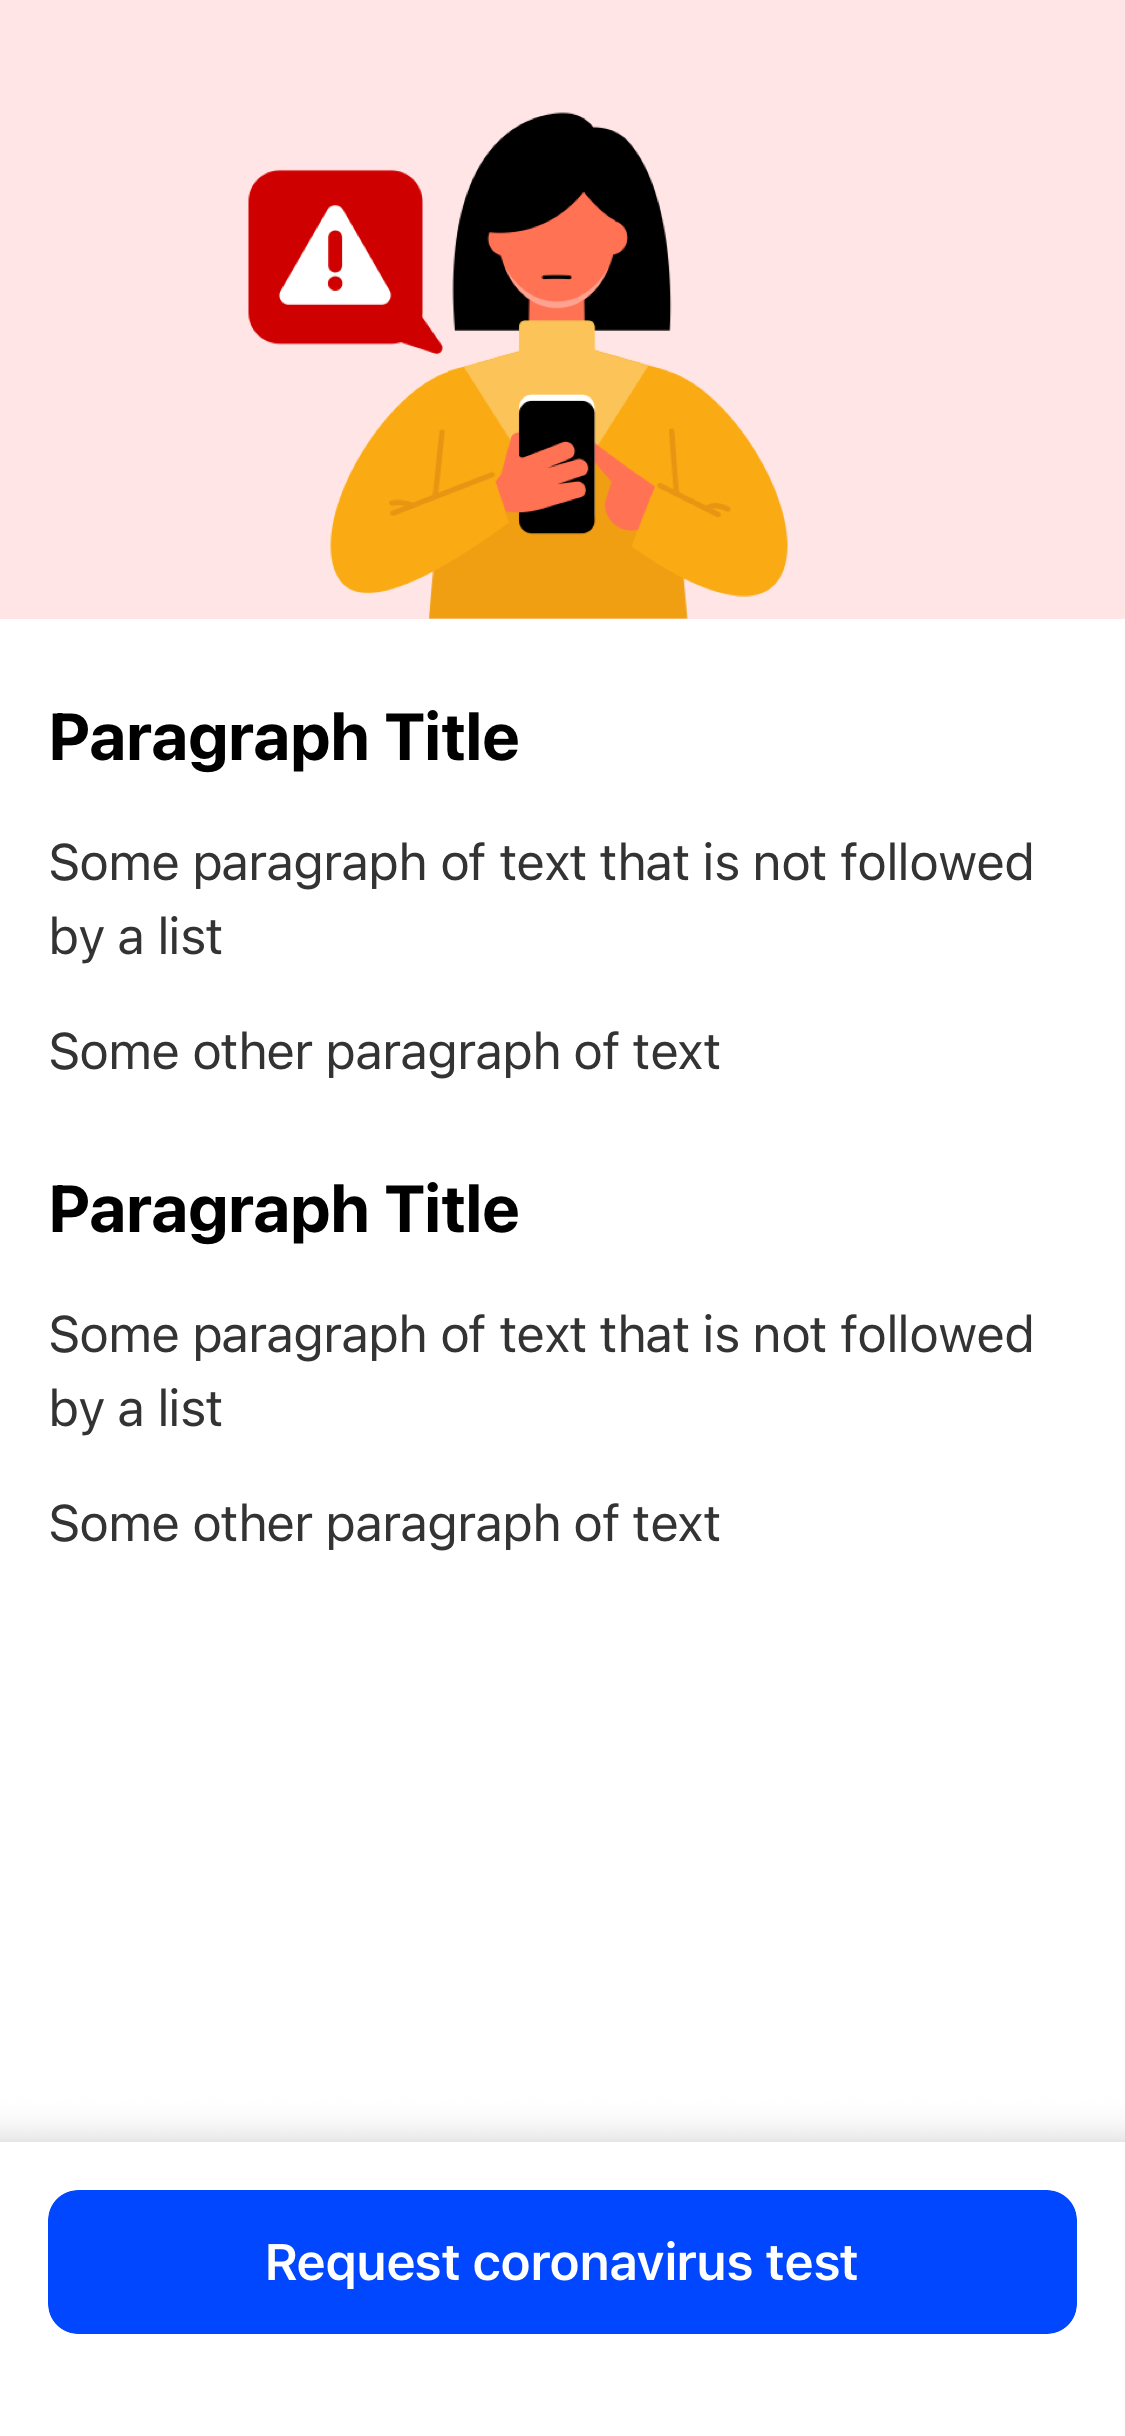 Paragraph Title
Some paragraph of text that is not followed
by a list
Some other paragraph of text
Paragraph Title
Some paragraph of text that is not followed
by a list
Some other paragraph of text
Request coronavirus test